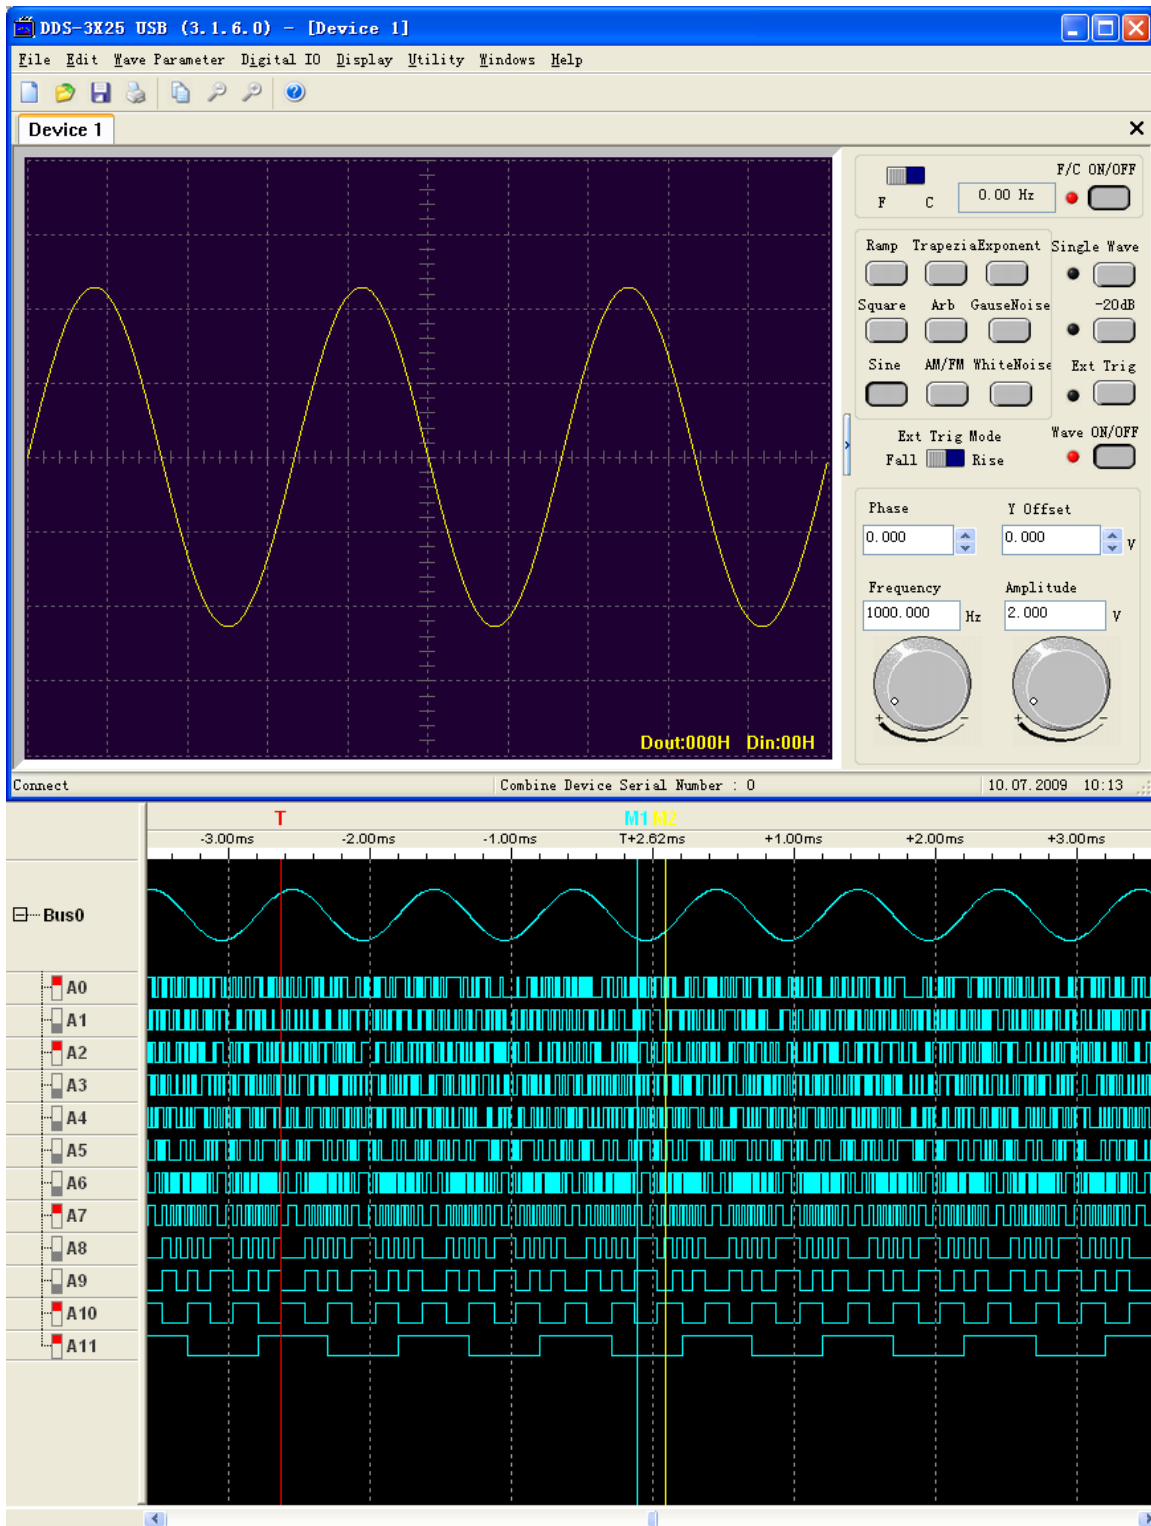 DDS-3X25 USB (3.1.6.0) - [Device 1]
File Edit Wave Parameter Digital IO Display Utility Windows Help
Device 1
F/C ON/OFF
F C 0.00 Hz
Ramp TrapeziaExponent Single Wave
Square Arb GauseNoise -20dB
Sine AM/FM WhiteNoise Ext Trig
Ext Trig Mode Wave ON/OFF
Fall Rise
Phase Y Offset
0.000 0.000 V
Frequency Amplitude
1000.000 Hz 2.000 V
+ - + -
Dout:000H Din:00H
Connect Combine Device Serial Number : 0 10.07.2009 10:13
T M1 M2
-3.00ms -2.00ms -1.00ms T+2.62ms +1.00ms +2.00ms +3.00ms
Bus0
A0
A1
A2
A3
A4
A5
A6
A7
A8
A9
A10
A11